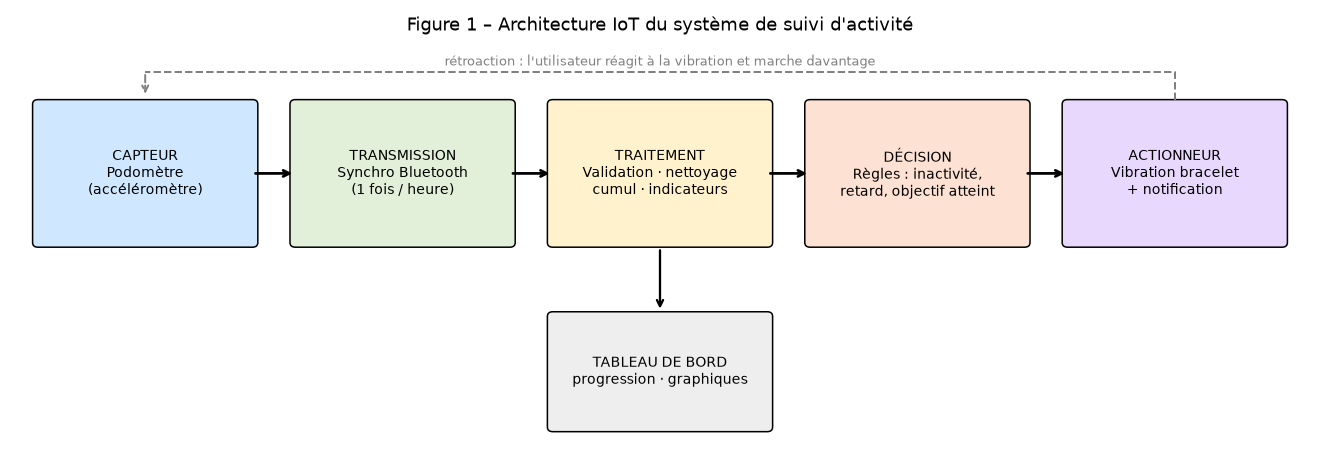 Figure 1 – Architecture IoT du système de suivi d'activité
rétroaction : l'utilisateur réagit à la vibration et marche davantage
CAPTEUR
Podomètre
(accéléromètre)
TRANSMISSION
Synchro Bluetooth
(1 fois / heure)
TRAITEMENT
Validation · nettoyage
cumul · indicateurs
DÉCISION
Règles : inactivité,
retard, objectif atteint
ACTIONNEUR
Vibration bracelet
+ notification
TABLEAU DE BORD
progression · graphiques